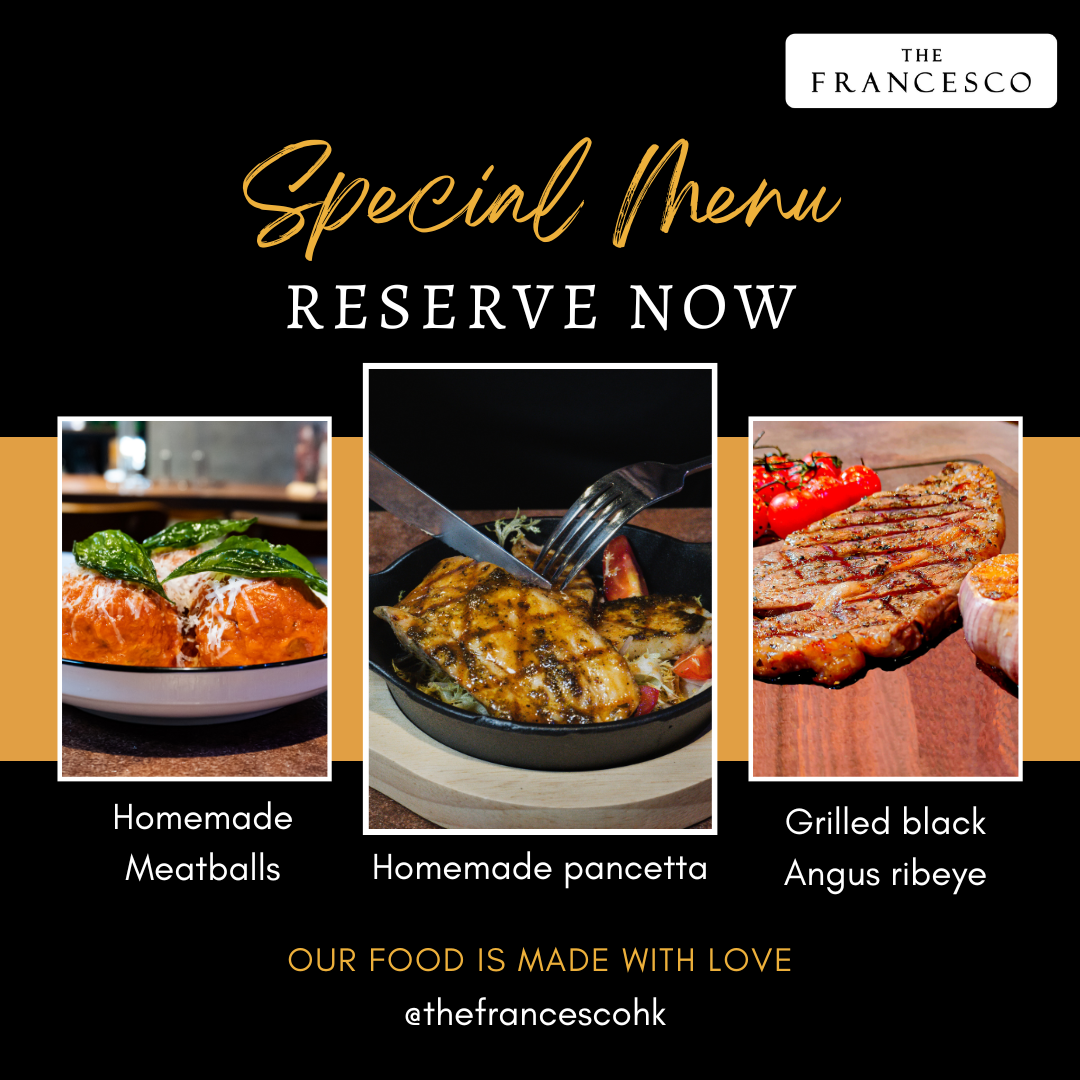 THE
FRANCESCO
Special Menu
RESERVE NOW
Homemade
Meatballs
Homemade pancetta
Grilled black
Angus ribeye
OUR FOOD IS MADE WITH LOVE
@thefrancescohk